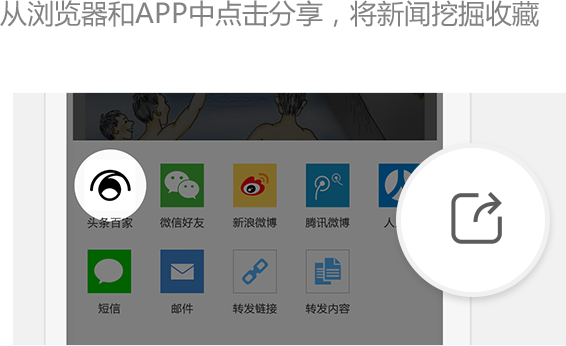 从浏览器和APP中点击分享，将新闻挖掘收藏
头条百家 微信好友 新浪微博 腾讯微博 人
短信 邮件 转发链接 转发内容